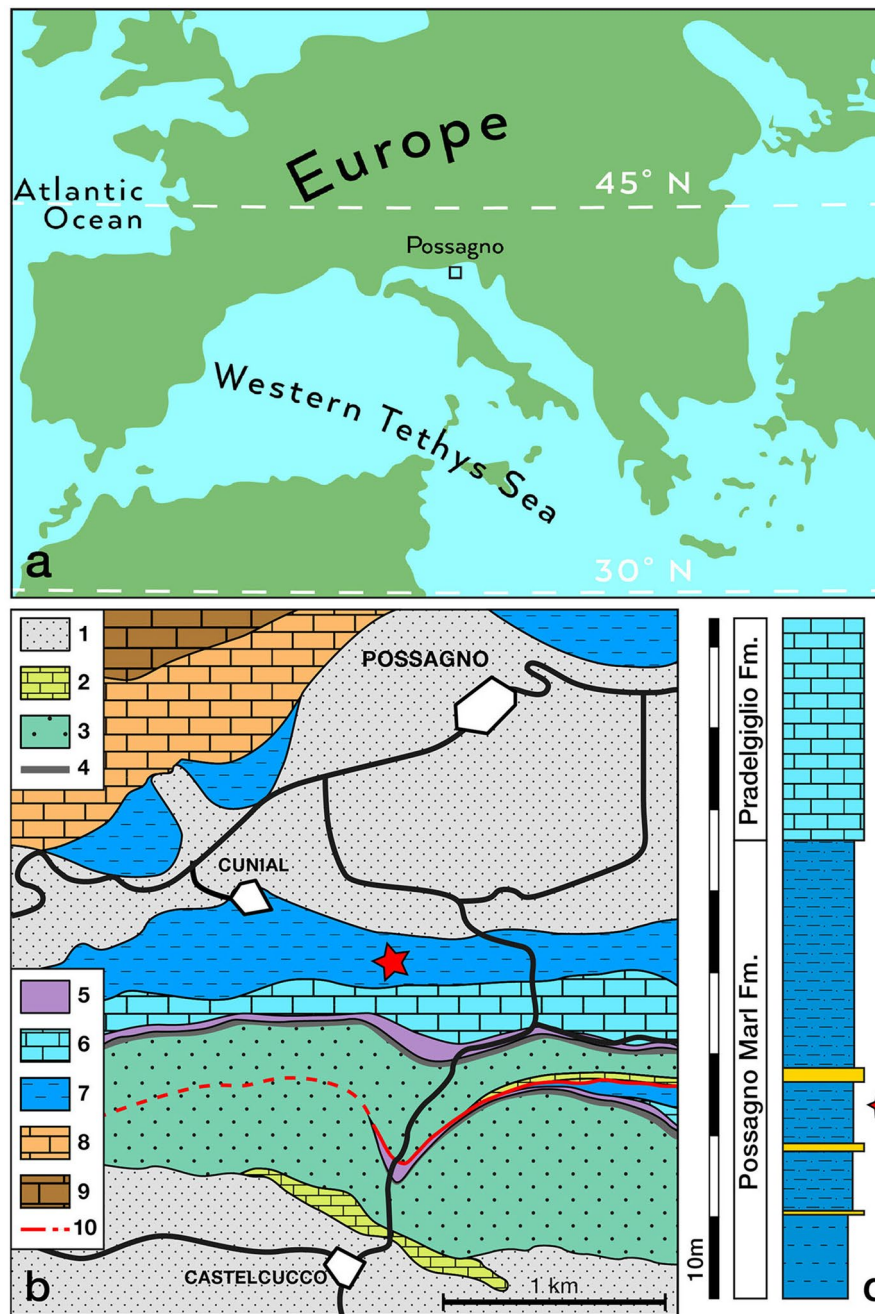 Europe
45° N
Atlantic
Ocean
Possagno
Western Tethys Sea
30° N
a
1
2
3
4
POSSAGNO
CUNIAL
5
6
7
8
9
10
CASTELCUCCO
1 km
b
Pradelgiglio Fm.
Possagno Marl Fm.
10m